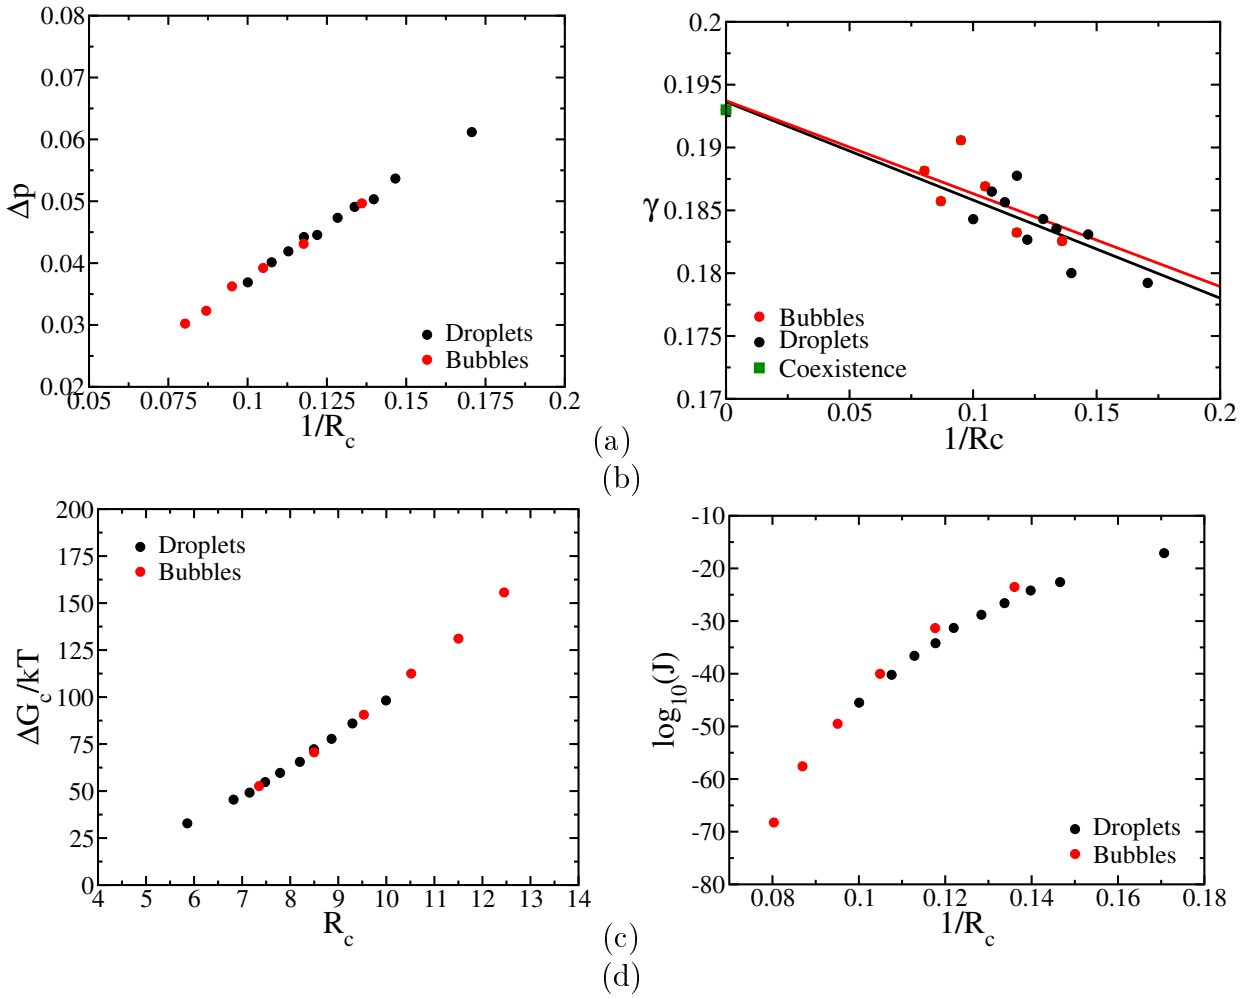 0.08
0.07
0.06
0.05
0.04
0.03
0.02
Δp
Droplets
Bubbles
0.05
0.075
0.1
0.125
0.15
0.175
0.2
1/R_c
0.2
0.195
0.19
0.185
0.18
0.175
0.17
γ
Bubbles
Droplets
Coexistence
0
0.05
0.1
0.15
0.2
1/Rc
(a)
(b)
200
175
150
125
100
75
50
25
0
ΔG_c/kT
Droplets
Bubbles
4
5
6
7
8
9
10
11
12
13
14
R_c
-10
-20
-30
-40
-50
-60
-70
-80
log_10(J)
Droplets
Bubbles
0.08
0.1
0.12
0.14
0.16
0.18
1/R_c
(c)
(d)